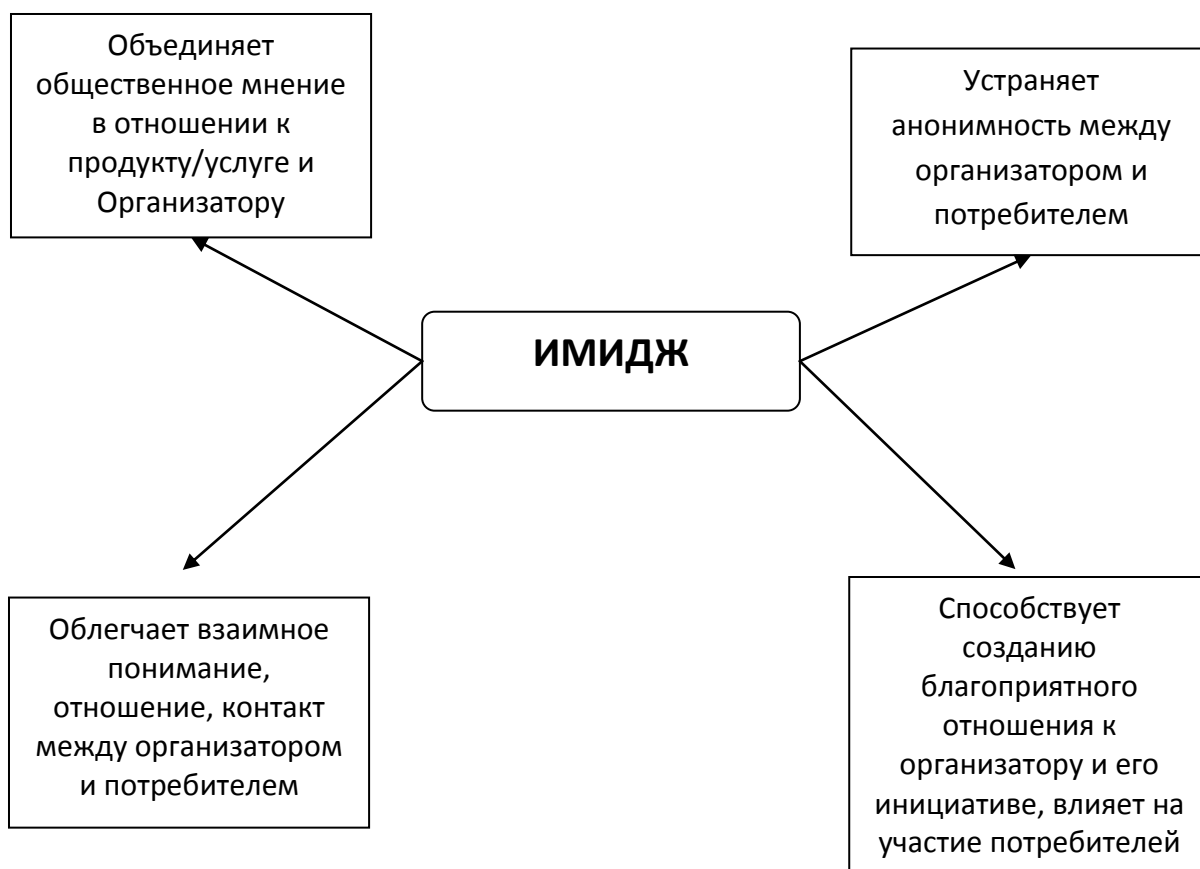 Объединяет
общественное мнение
в отношении к
продукту/услуге и
Организатору
Устраняет
анонимность между
организатором и
потребителем
ИМИДЖ
Облегчает взаимное
понимание,
отношение, контакт
между организатором
и потребителем
Способствует
созданию
благоприятного
отношения к
организатору и его
инициативе, влияет на
участие потребителей